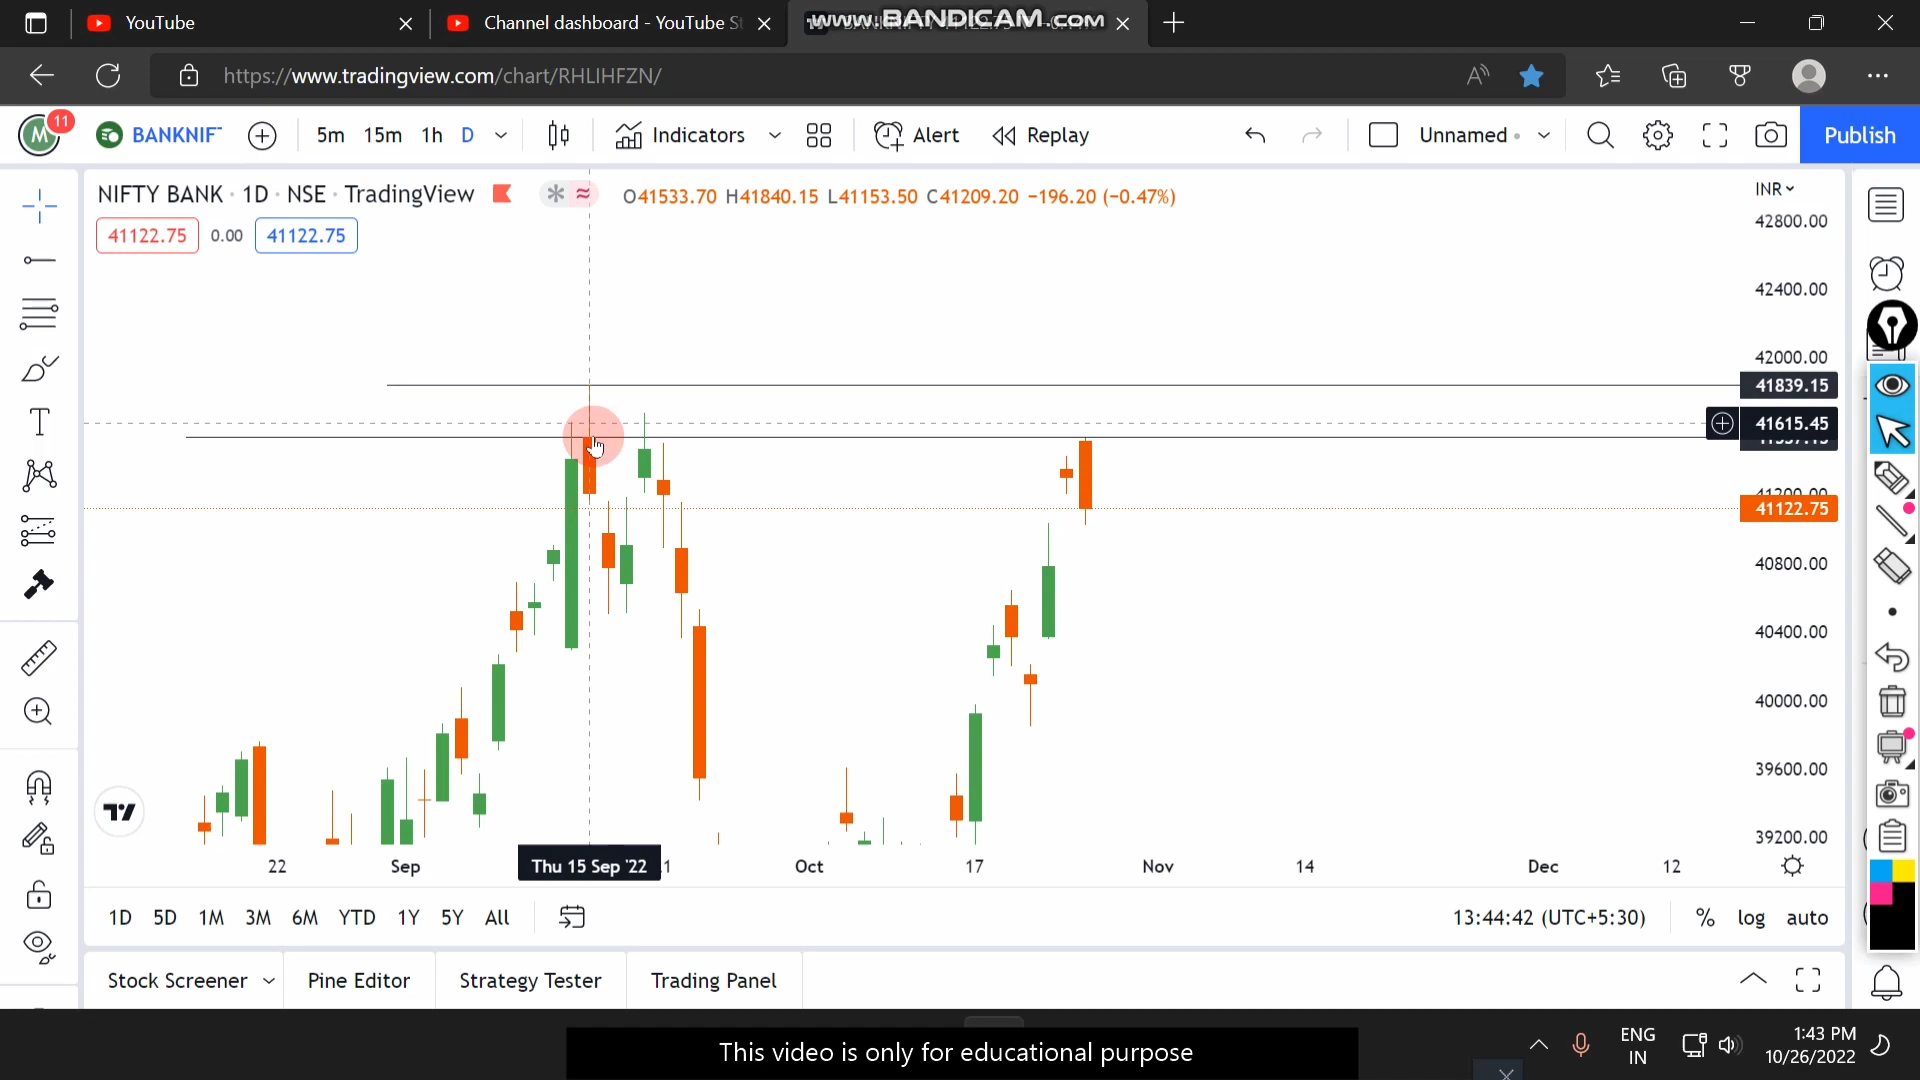 YouTube
Channel dashboard - YouTube St
www.BANDICAM.com
https://www.tradingview.com/chart/RHLIHFZN/
M
11
BANKNIF
5m 15m 1h D
Indicators
Alert
Replay
Unnamed
Publish
NIFTY BANK · 1D · NSE · TradingView
O41533.70 H41840.15 L41153.50 C41209.20 −196.20 (−0.47%)
INR
41122.75 0.00 41122.75
42800.00
42400.00
42000.00
41839.15
41615.45
41122.75
40800.00
40400.00
40000.00
39600.00
39200.00
22 Sep Thu 15 Sep '22 Oct 17 Nov 14 Dec 12
1D 5D 1M 3M 6M YTD 1Y 5Y All
13:44:42 (UTC+5:30) % log auto
Stock Screener Pine Editor Strategy Tester Trading Panel
This video is only for educational purpose
ENG
IN
1:43 PM
10/26/2022